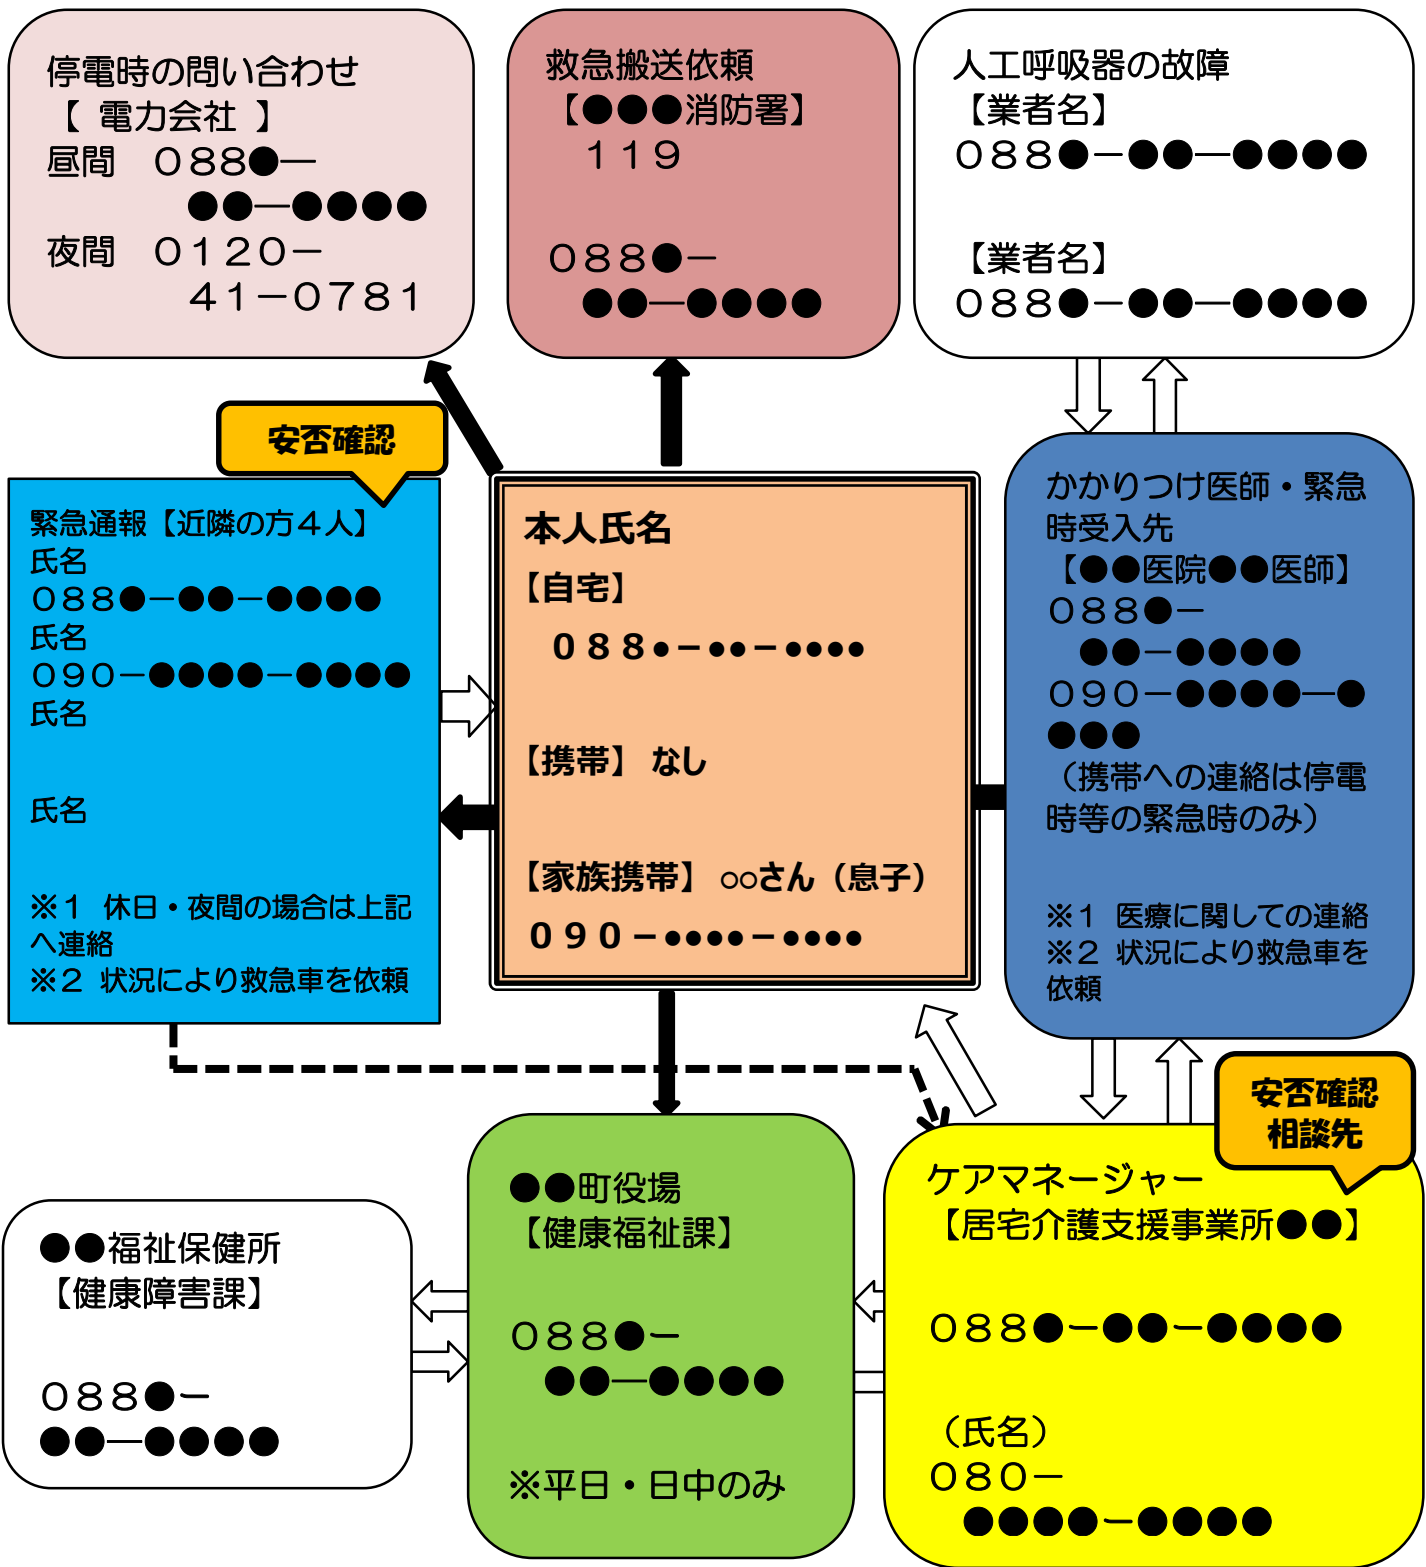 停電時の問い合わせ
【 電力会社 】
昼間　０８８●―
●●―●●●●
夜間　０１２０－
４１－０７８１
救急搬送依頼
【●●●消防署】
１１９
０８８●－
●●―●●●●
人工呼吸器の故障
【業者名】
０８８●－●●―●●●●
【業者名】
０８８●－●●―●●●●
安否確認
緊急通報【近隣の方４人】
氏名
０８８●－●●－●●●●
氏名
０９０－●●●●－●●●●
氏名
氏名
※１ 休日・夜間の場合は上記
へ連絡
※２ 状況により救急車を依頼
本人氏名
【自宅】
０８８●－●●－●●●●
【携帯】 なし
【家族携帯】 ○○さん（息子）
０９０－●●●●－●●●●
かかりつけ医師・緊急
時受入先
【●●医院●●医師】
０８８●－
●●－●●●●
０９０－●●●●―●
●●●
（携帯への連絡は停電
時等の緊急時のみ）
※１ 医療に関しての連絡
※２ 状況により救急車を
依頼
安否確認
相談先
ケアマネージャー
【居宅介護支援事業所●●】
０８８●－●●－●●●●
（氏名）
０８０－
●●●●－●●●●
●●町役場
【健康福祉課】
０８８●－
●●―●●●●
※平日・日中のみ
●●福祉保健所
【健康障害課】
０８８●－
●●―●●●●